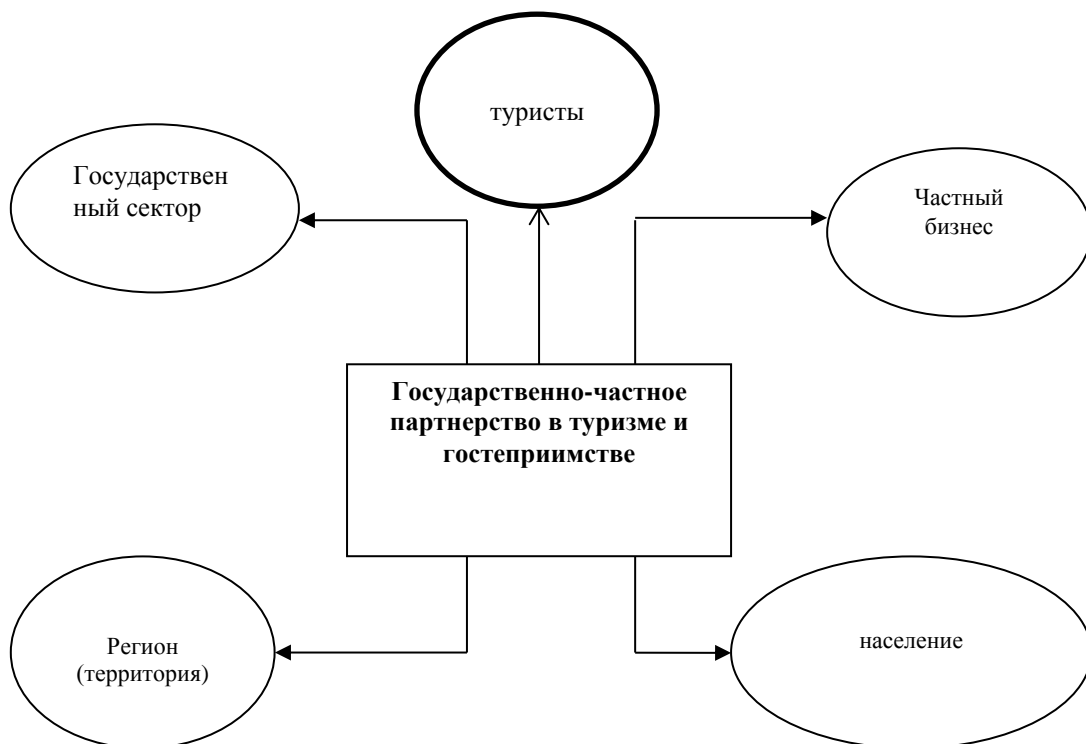 туристы
Государствен
ный сектор
Частный
бизнес
Государственно-частное
партнерство в туризме и
гостеприимстве
Регион
(территория)
население